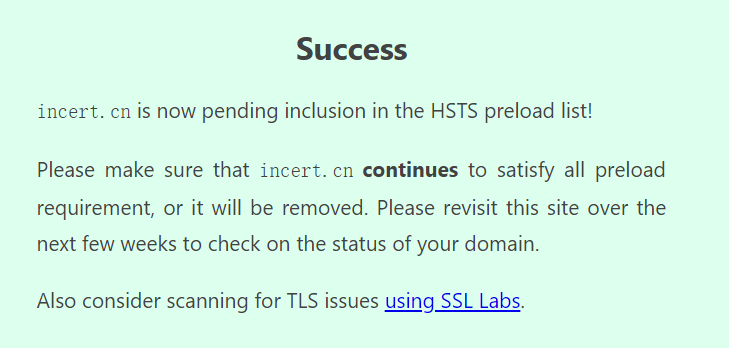 Success
incert.cn is now pending inclusion in the HSTS preload list!
Please make sure that incert.cn continues to satisfy all preload
requirement, or it will be removed. Please revisit this site over the
next few weeks to check on the status of your domain.
Also consider scanning for TLS issues using SSL Labs.